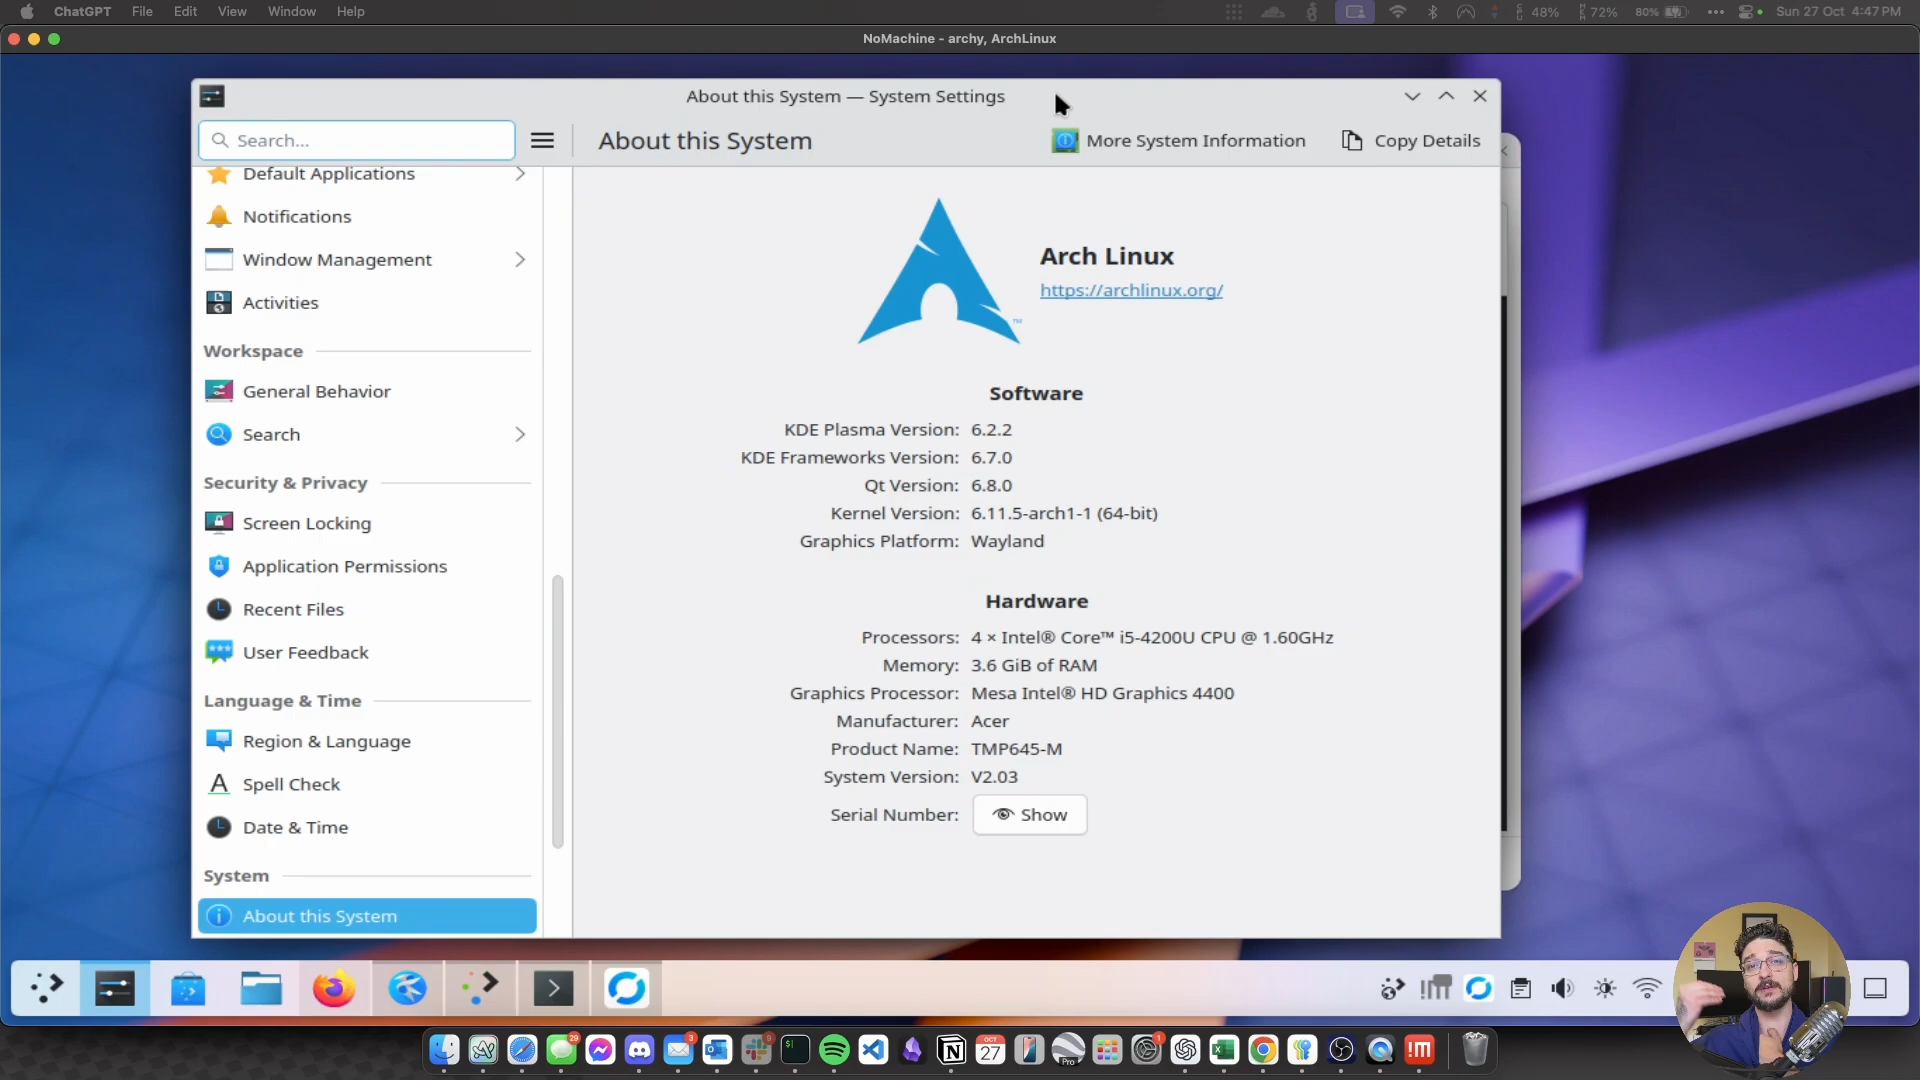 ChatGPT File Edit View Window Help
48% 72% 80% Sun 27 Oct 4:47 PM
NoMachine - archy, ArchLinux
About this System — System Settings
Search...
About this System
More System Information
Copy Details
Default Applications
Notifications
Window Management
Activities
Workspace
General Behavior
Search
Security & Privacy
Screen Locking
Application Permissions
Recent Files
User Feedback
Language & Time
Region & Language
Spell Check
Date & Time
System
About this System
Arch Linux
https://archlinux.org/
™
Software
KDE Plasma Version: 6.2.2
KDE Frameworks Version: 6.7.0
Qt Version: 6.8.0
Kernel Version: 6.11.5-arch1-1 (64-bit)
Graphics Platform: Wayland
Hardware
Processors: 4 × Intel® Core™ i5-4200U CPU @ 1.60GHz
Memory: 3.6 GiB of RAM
Graphics Processor: Mesa Intel® HD Graphics 4400
Manufacturer: Acer
Product Name: TMP645-M
System Version: V2.03
Serial Number: Show
29 3 OCT 27 Pro 1